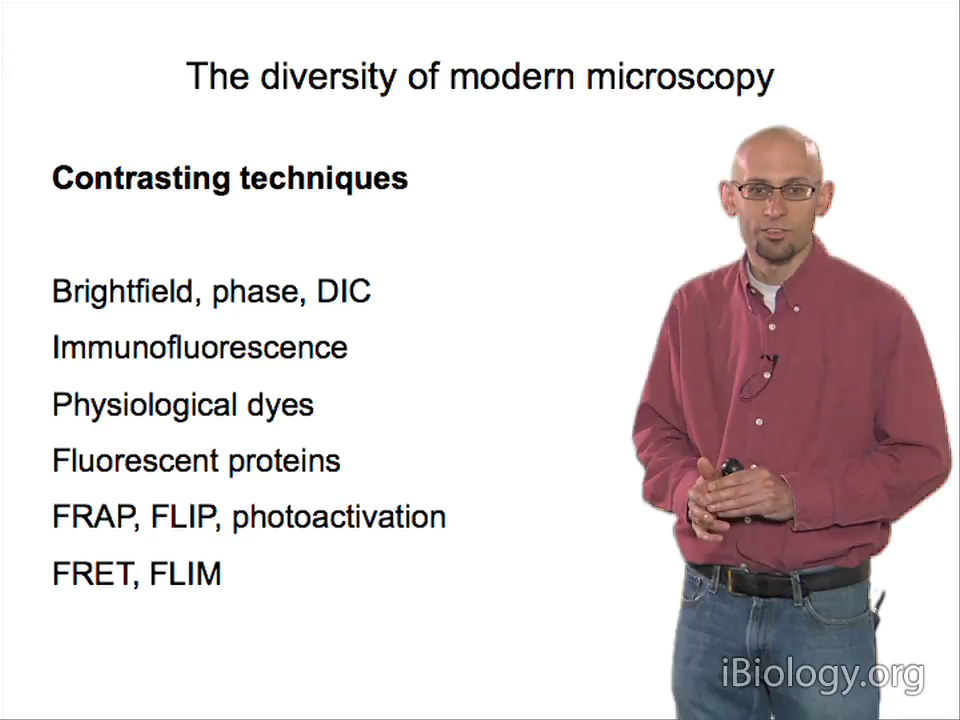 The diversity of modern microscopy
Contrasting techniques
Brightfield, phase, DIC
Immunofluorescence
Physiological dyes
Fluorescent proteins
FRAP, FLIP, photoactivation
FRET, FLIM
iBiology.org